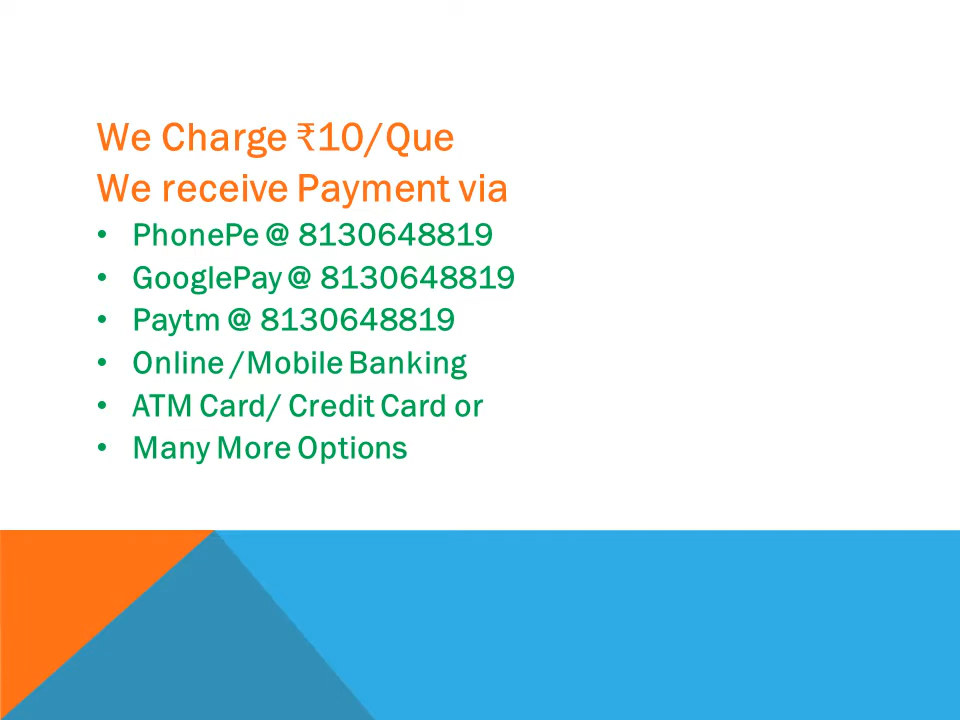 We Charge ₹10/Que
We receive Payment via
• PhonePe @ 8130648819
• GooglePay @ 8130648819
• Paytm @ 8130648819
• Online /Mobile Banking
• ATM Card/ Credit Card or
• Many More Options